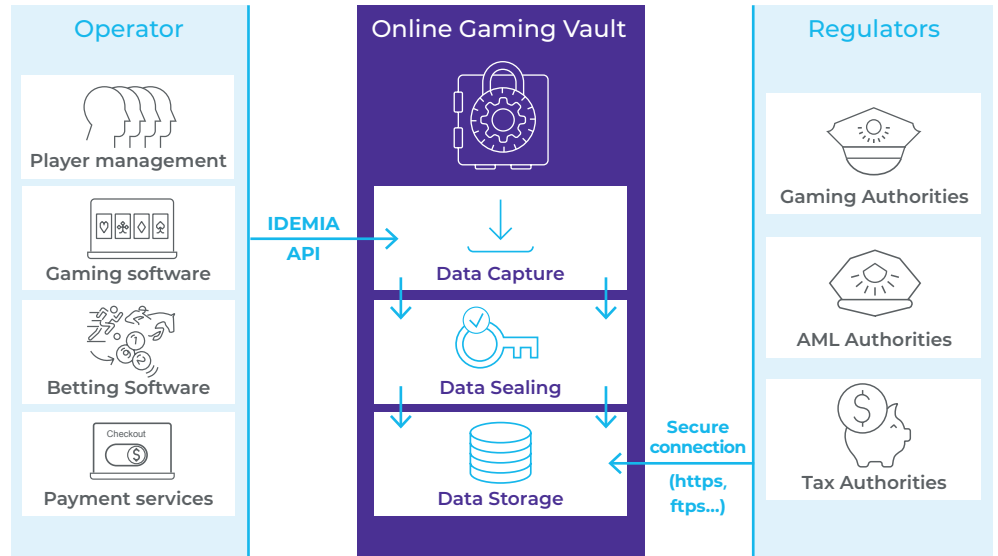 Operator
Player management
Gaming software
Betting Software
Checkout
$
Payment services
IDEMIA
API
Online Gaming Vault
Data Capture
Data Sealing
Data Storage
Secure
connection
(https,
ftps...)
Regulators
Gaming Authorities
AML Authorities
$
Tax Authorities